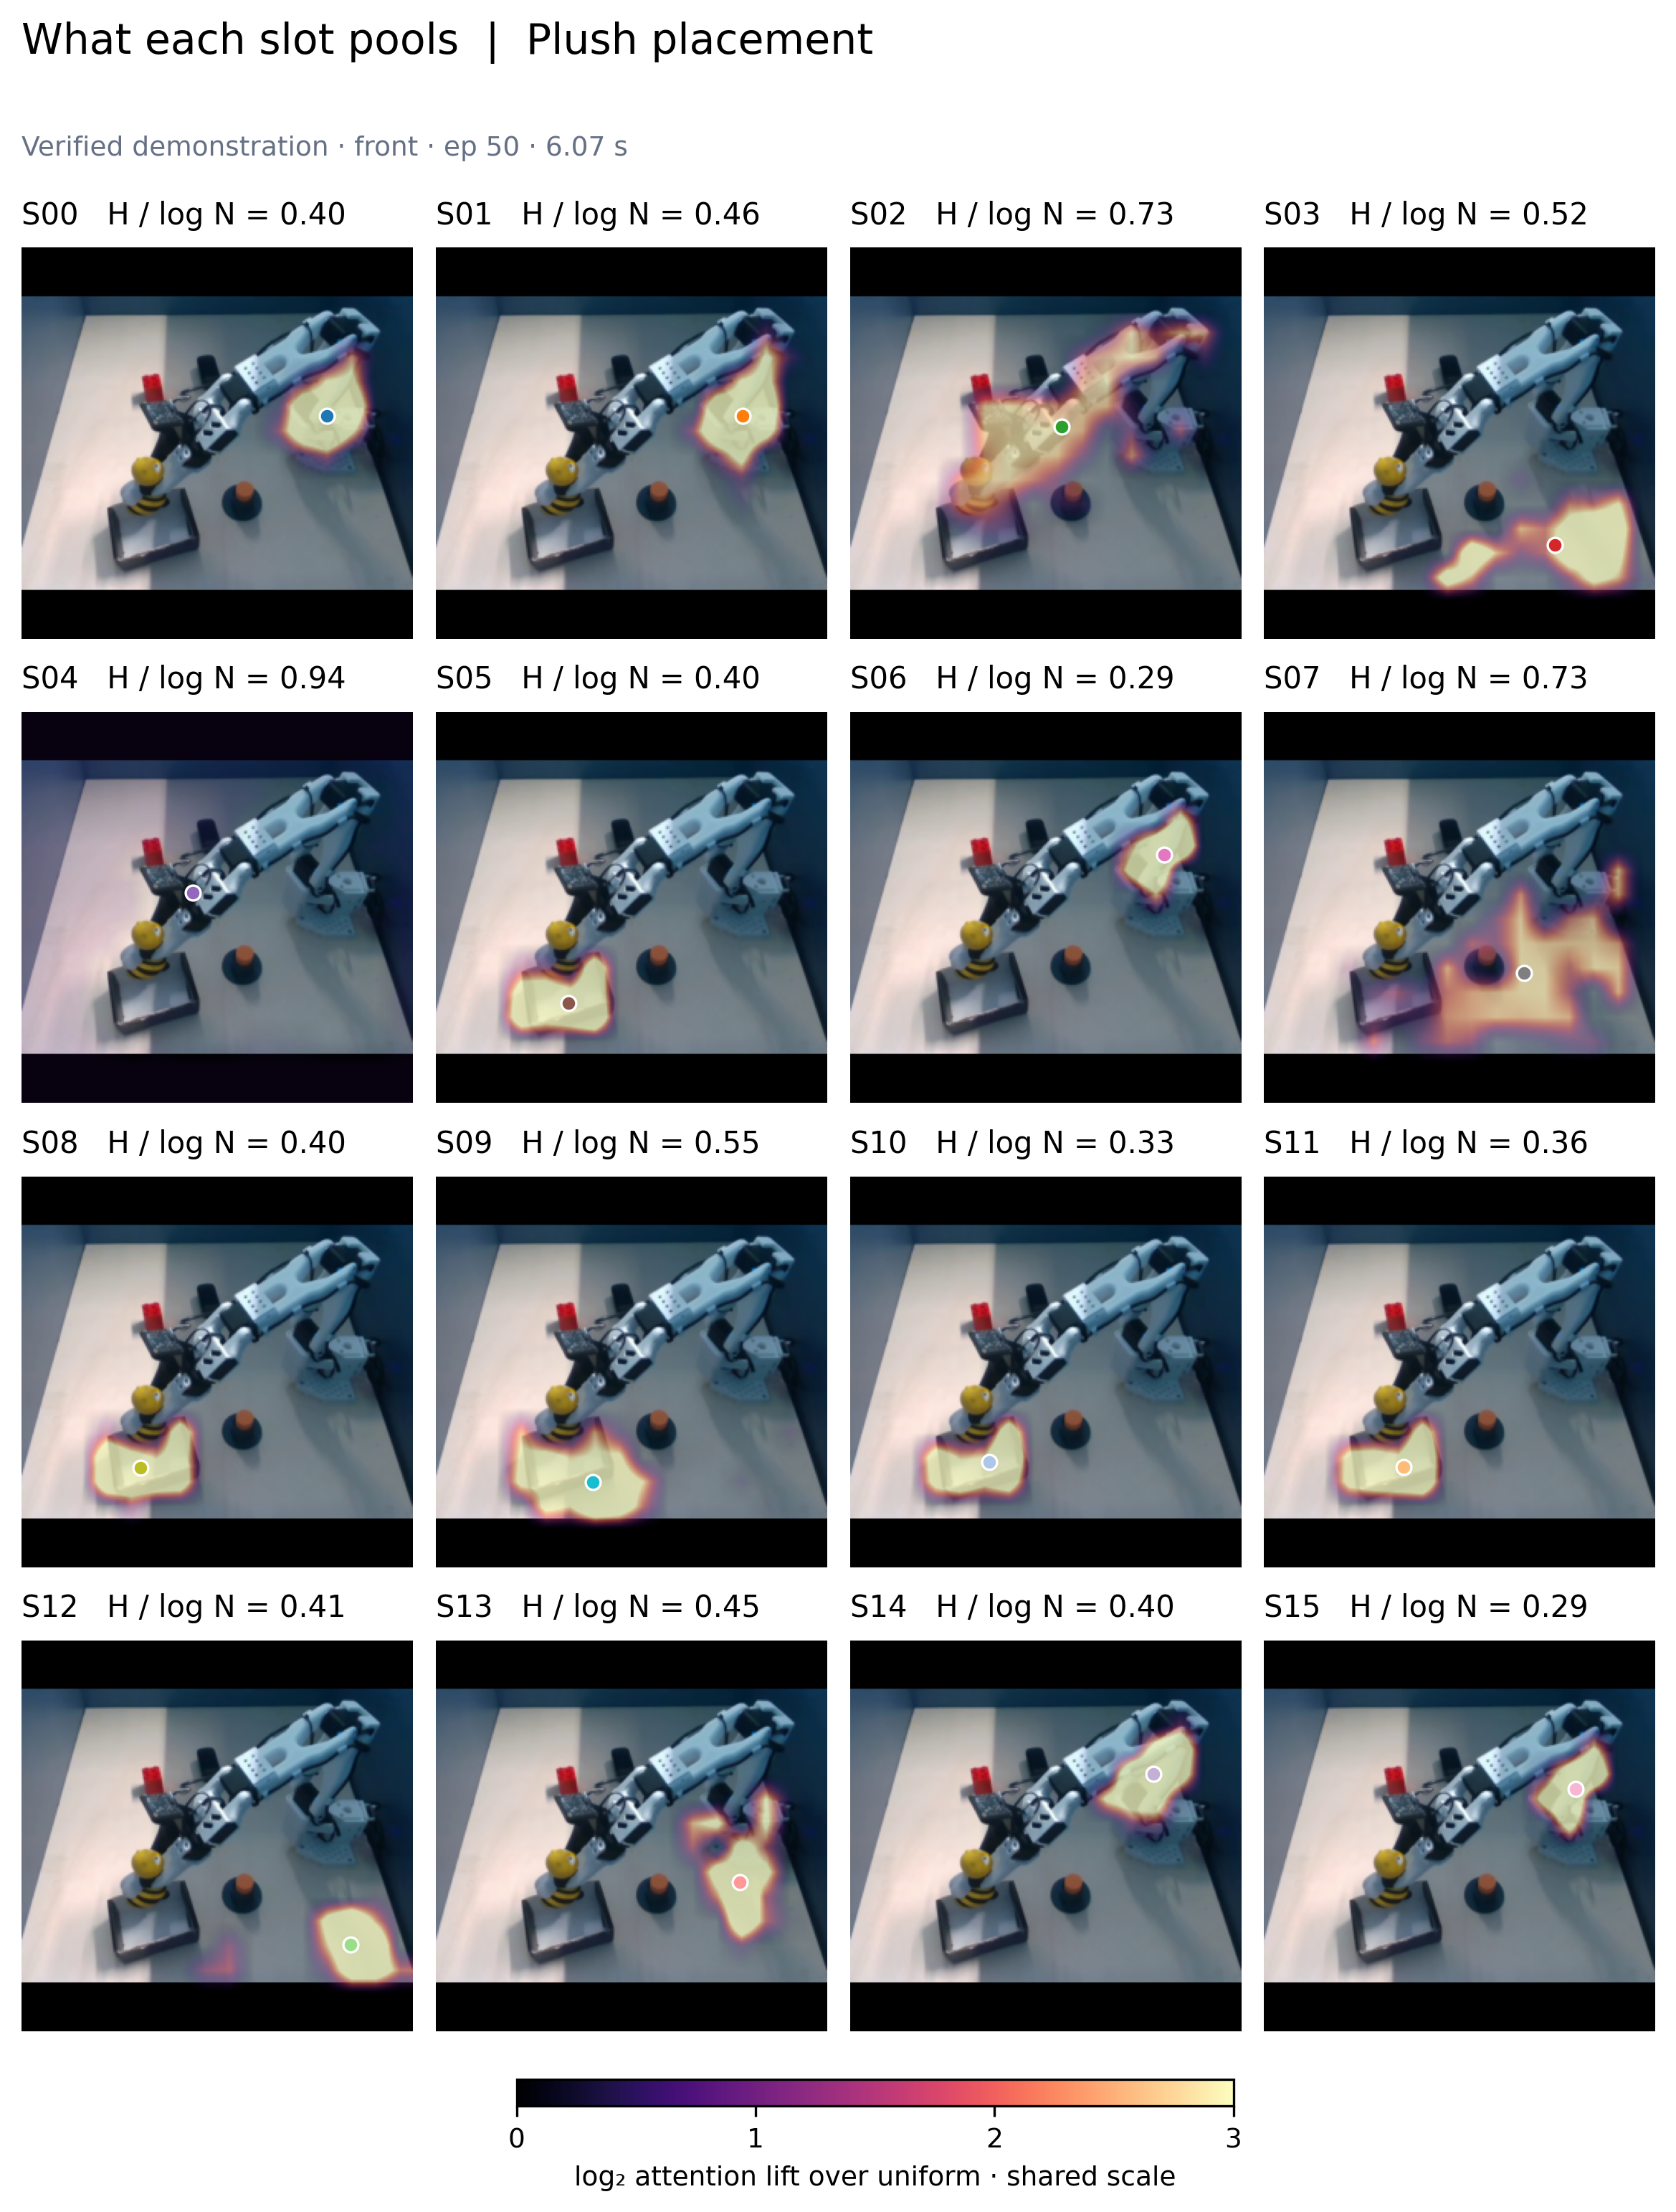 What each slot pools | Plush placement
Verified demonstration · front · ep 50 · 6.07 s
S00 H / log N = 0.40
S01 H / log N = 0.46
S02 H / log N = 0.73
S03 H / log N = 0.52
S04 H / log N = 0.94
S05 H / log N = 0.40
S06 H / log N = 0.29
S07 H / log N = 0.73
S08 H / log N = 0.40
S09 H / log N = 0.55
S10 H / log N = 0.33
S11 H / log N = 0.36
S12 H / log N = 0.41
S13 H / log N = 0.45
S14 H / log N = 0.40
S15 H / log N = 0.29
0 1 2 3
log₂ attention lift over uniform · shared scale